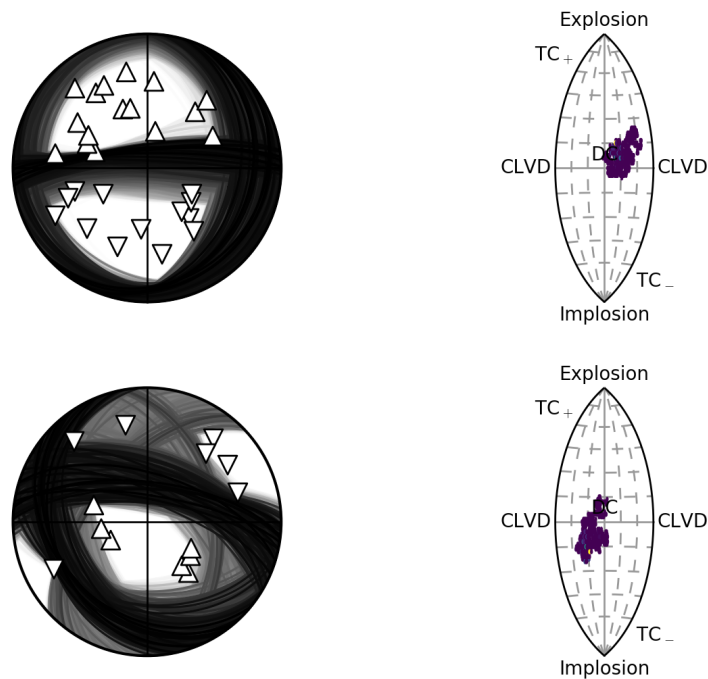 Explosion
TC +
DC
CLVD CLVD
TC −
Implosion
Explosion
TC +
DC
CLVD CLVD
TC −
Implosion